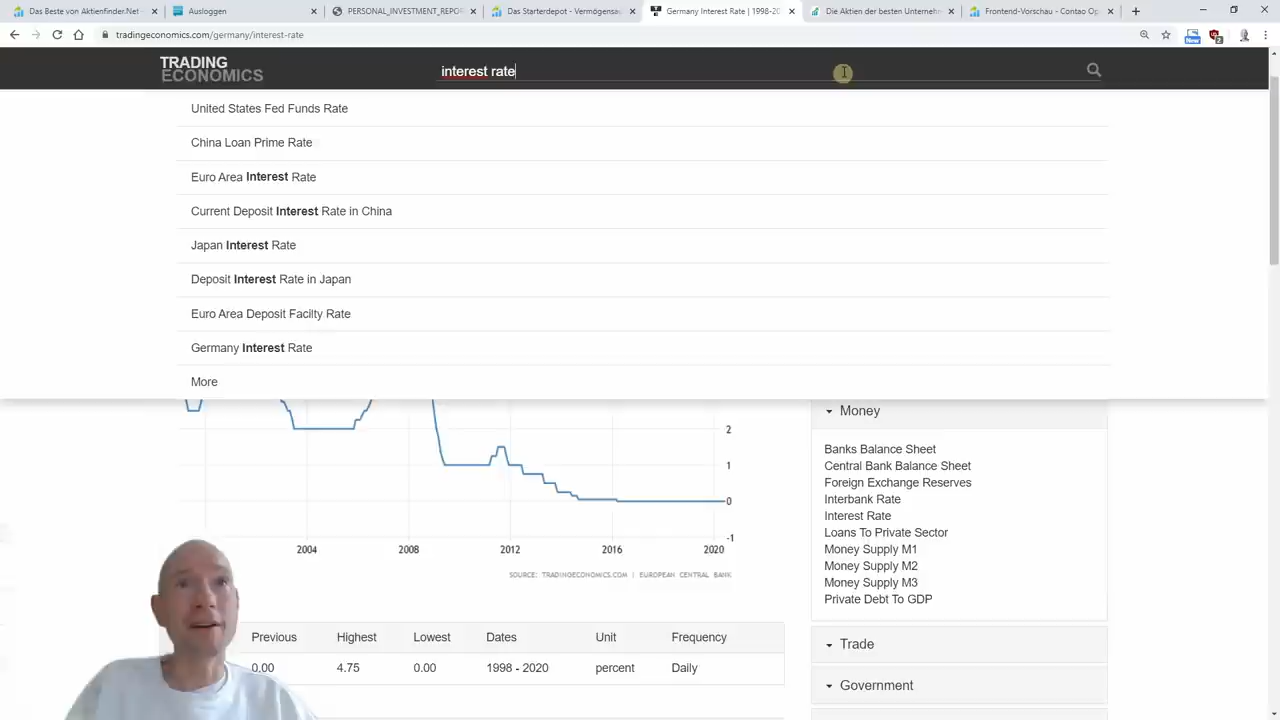 Das Beste von Aktienfinder.Net
Ausloggen
PERSONAL_INVESTMENT_REPO
Das Starterdepot - Vermögensa
Germany Interest Rate | 1998-20
Die Aktien der besten Unterneh
Frontend-Vorschau - Contao Op
tradingeconomics.com/germany/interest-rate
New
2
TRADING
ECONOMICS
interest rate
United States Fed Funds Rate
China Loan Prime Rate
Euro Area Interest Rate
Current Deposit Interest Rate in China
Japan Interest Rate
Deposit Interest Rate in Japan
Euro Area Deposit Facilty Rate
Germany Interest Rate
More
2
1
0
-1
2004 2008 2012 2016 2020
SOURCE: TRADINGECONOMICS.COM | EUROPEAN CENTRAL BANK
Previous Highest Lowest Dates Unit Frequency
0.00 4.75 0.00 1998 - 2020 percent Daily
Money
Banks Balance Sheet
Central Bank Balance Sheet
Foreign Exchange Reserves
Interbank Rate
Interest Rate
Loans To Private Sector
Money Supply M1
Money Supply M2
Money Supply M3
Private Debt To GDP
Trade
Government